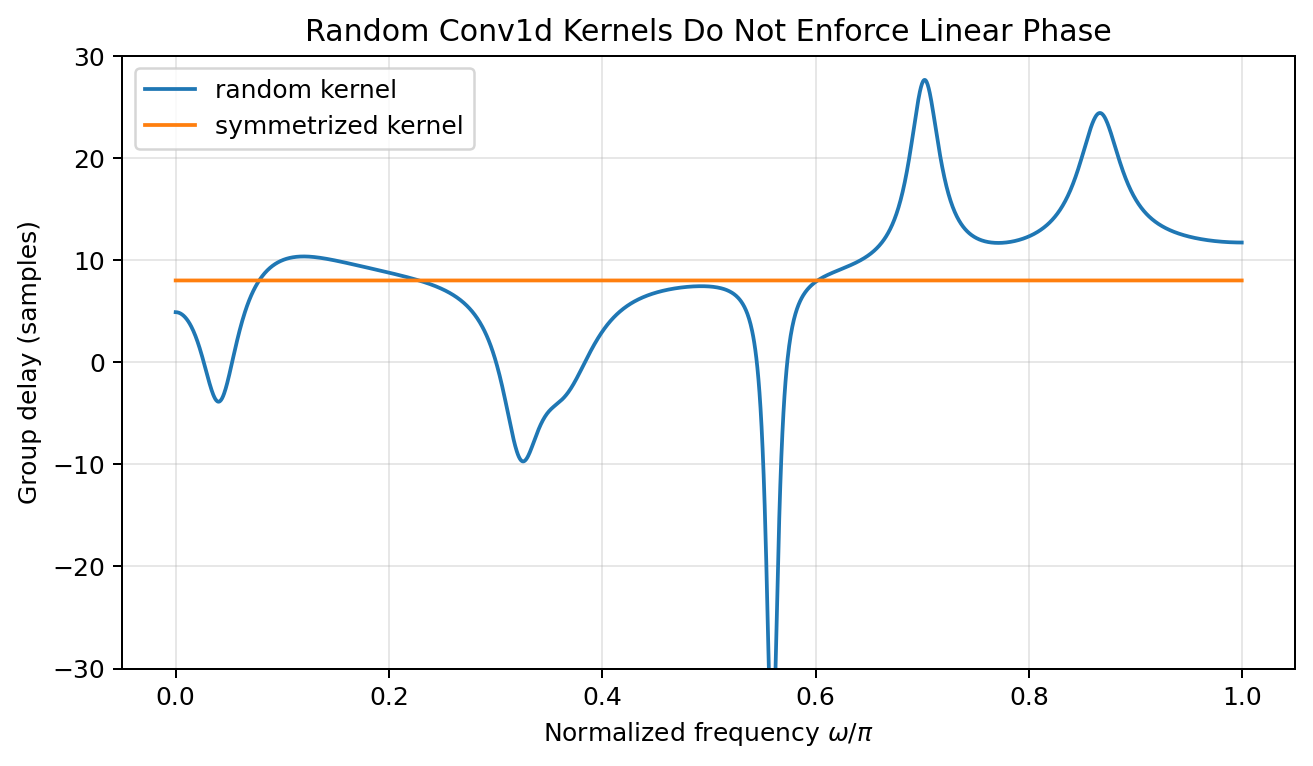 Random Conv1d Kernels Do Not Enforce Linear Phase
random kernel
symmetrized kernel
Group delay (samples)
30
20
10
0
−10
−20
−30
0.0 0.2 0.4 0.6 0.8 1.0
Normalized frequency ω/π